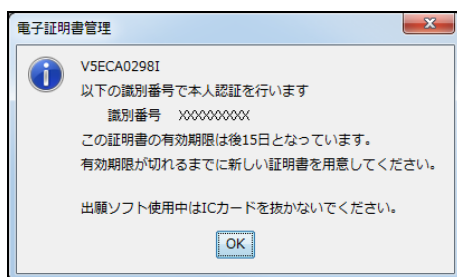 電子証明書管理
V5ECA0298I
以下の識別番号で本人認証を行います
識別番号 XXXXXXXXX
この証明書の有効期限は後15日となっています。
有効期限が切れるまでに新しい証明書を用意してください。
出願ソフト使用中はICカードを抜かないでください。
OK